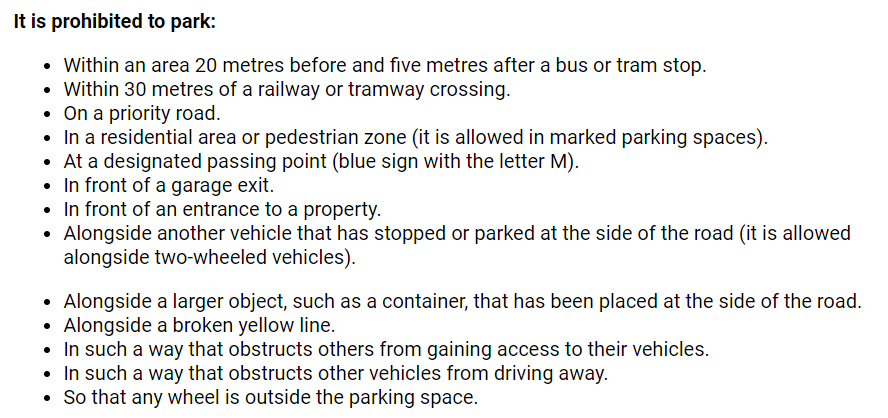 It is prohibited to park:
• Within an area 20 metres before and five metres after a bus or tram stop.
• Within 30 metres of a railway or tramway crossing.
• On a priority road.
• In a residential area or pedestrian zone (it is allowed in marked parking spaces).
• At a designated passing point (blue sign with the letter M).
• In front of a garage exit.
• In front of an entrance to a property.
• Alongside another vehicle that has stopped or parked at the side of the road (it is allowed
alongside two-wheeled vehicles).
• Alongside a larger object, such as a container, that has been placed at the side of the road.
• Alongside a broken yellow line.
• In such a way that obstructs others from gaining access to their vehicles.
• In such a way that obstructs other vehicles from driving away.
• So that any wheel is outside the parking space.